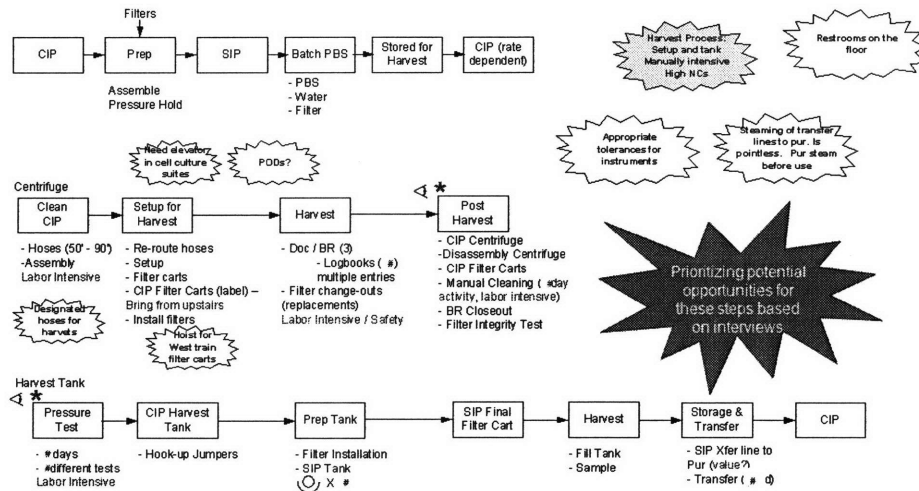 Filters
CIP
Prep
SIP
Batch PBS
Stored for
Harvest
CIP (rate
dependent)
Assemble
Pressure Hold
- PBS
- Water
- Filter
Harvest Process:
Setup and tank
Manually intensive
High NCs
Restrooms on the
floor
Appropriate
tolerances for
instruments
Steaming of transfer
lines to pur. Is
pointless. Pur steam
before use
Need elevator
in cell culture
suites
PODs?
Centrifuge
Clean
CIP
Setup for
Harvest
Harvest
*
Post
Harvest
- Hoses (50' - 90')
-Assembly
Labor Intensive
- Re-route hoses
- Setup
- Filter carts
- CIP Filter Carts (label) –
Bring from upstairs
- Install filters
- Doc / BR (3)
- Logbooks ( #)
multiple entries
- Filter change-outs
(replacements)
Labor Intensive / Safety
- CIP Centrifuge
-Disassembly Centrifuge
- CIP Filter Carts
- Manual Cleaning ( #day
activity, labor intensive)
- BR Closeout
- Filter Integrity Test
Designated
hoses for
harvets
Hoist for
West train
filter carts
Prioritizing potential
opportunities for
these steps based
on interviews
Harvest Tank
*
Pressure
Test
CIP Harvest
Tank
Prep Tank
SIP Final
Filter Cart
Harvest
Storage &
Transfer
CIP
- # days
- #different tests
Labor Intensive
- Hook-up Jumpers
- Filter Installation
- SIP Tank
X #
- Fill Tank
- Sample
- SIP Xfer line to
Pur (value?)
- Transfer ( # d)